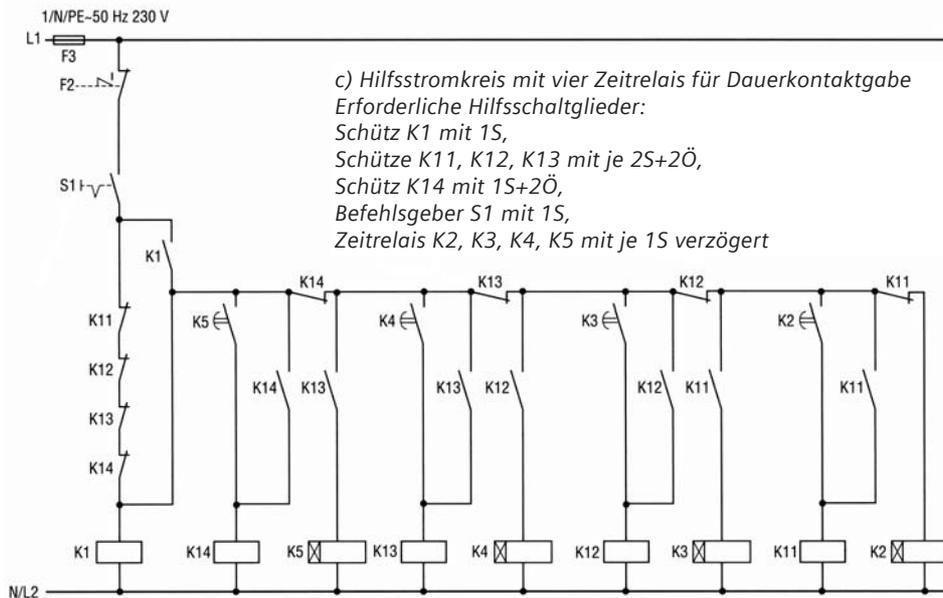 1/N/PE~50 Hz 230 V
L1
F3
F2
c) Hilfsstromkreis mit vier Zeitrelais für Dauerkontaktgabe
Erforderliche Hilfsschaltglieder:
Schütz K1 mit 1S,
Schütze K11, K12, K13 mit je 2S+2Ö,
Schütz K14 mit 1S+2Ö,
Befehlsgeber S1 mit 1S,
Zeitrelais K2, K3, K4, K5 mit je 1S verzögert
S1
K1
K14 K13 K12 K11
K11 K5 K4 K3 K2
K12 K14 K13 K13 K12 K12 K11 K11
K13
K14
K1 K14 K5 K13 K4 K12 K3 K11 K2
N/L2